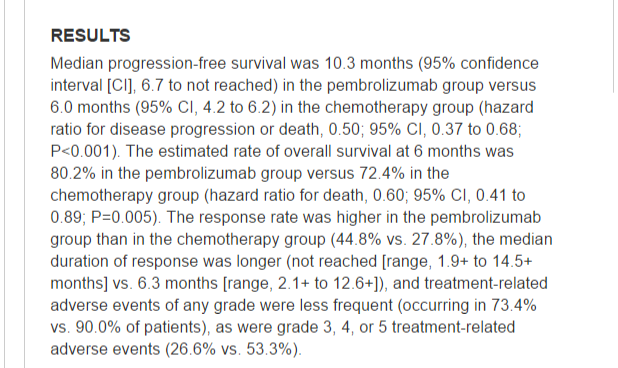 RESULTS
Median progression-free survival was 10.3 months (95% confidence
interval [CI], 6.7 to not reached) in the pembrolizumab group versus
6.0 months (95% CI, 4.2 to 6.2) in the chemotherapy group (hazard
ratio for disease progression or death, 0.50; 95% CI, 0.37 to 0.68;
P<0.001). The estimated rate of overall survival at 6 months was
80.2% in the pembrolizumab group versus 72.4% in the
chemotherapy group (hazard ratio for death, 0.60; 95% CI, 0.41 to
0.89; P=0.005). The response rate was higher in the pembrolizumab
group than in the chemotherapy group (44.8% vs. 27.8%), the median
duration of response was longer (not reached [range, 1.9+ to 14.5+
months] vs. 6.3 months [range, 2.1+ to 12.6+]), and treatment-related
adverse events of any grade were less frequent (occurring in 73.4%
vs. 90.0% of patients), as were grade 3, 4, or 5 treatment-related
adverse events (26.6% vs. 53.3%).